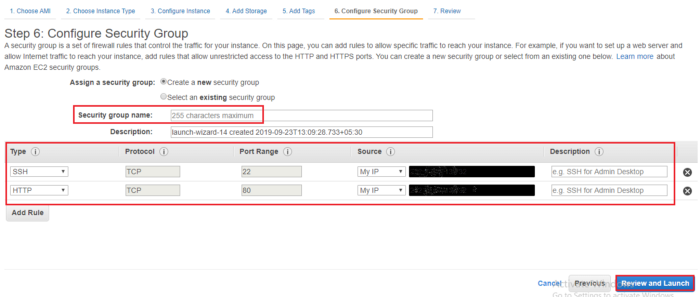 1. Choose AMI 2. Choose Instance Type 3. Configure Instance 4. Add Storage 5. Add Tags 6. Configure Security Group 7. Review
Step 6: Configure Security Group
A security group is a set of firewall rules that control the traffic for your instance. On this page, you can add rules to allow specific traffic to reach your instance. For example, if you want to set up a web server and
allow Internet traffic to reach your instance, add rules that allow unrestricted access to the HTTP and HTTPS ports. You can create a new security group or select from an existing one below. Learn more about
Amazon EC2 security groups.
Assign a security group: Create a new security group
Select an existing security group
Security group name: 255 characters maximum
Description: launch-wizard-14 created 2019-09-23T13:09:28.733+05:30
Type Protocol Port Range Source Description
SSH TCP 22 My IP e.g. SSH for Admin Desktop
HTTP TCP 80 My IP e.g. SSH for Admin Desktop
Add Rule
Cancel Previous Review and Launch
Go to Settings to activate Windows.